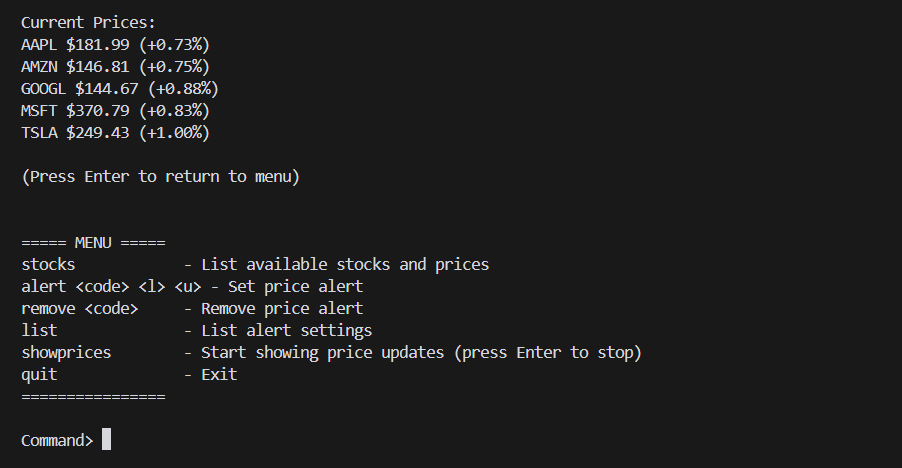 Current Prices:
AAPL $181.99 (+0.73%)
AMZN $146.81 (+0.75%)
GOOGL $144.67 (+0.88%)
MSFT $370.79 (+0.83%)
TSLA $249.43 (+1.00%)
(Press Enter to return to menu)
===== MENU =====
stocks            - List available stocks and prices
alert <code> <l> <u> - Set price alert
remove <code>     - Remove price alert
list              - List alert settings
showprices        - Start showing price updates (press Enter to stop)
quit              - Exit
================
Command>